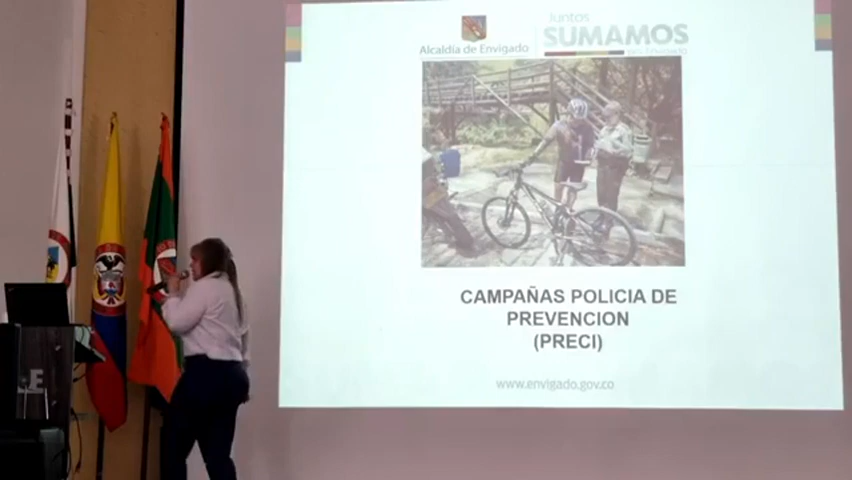 Juntos
Alcaldía de Envigado
SUMAMOS
por Envigado
CAMPAÑAS POLICIA DE
PREVENCION
(PRECI)
www.envigado.gov.co
E